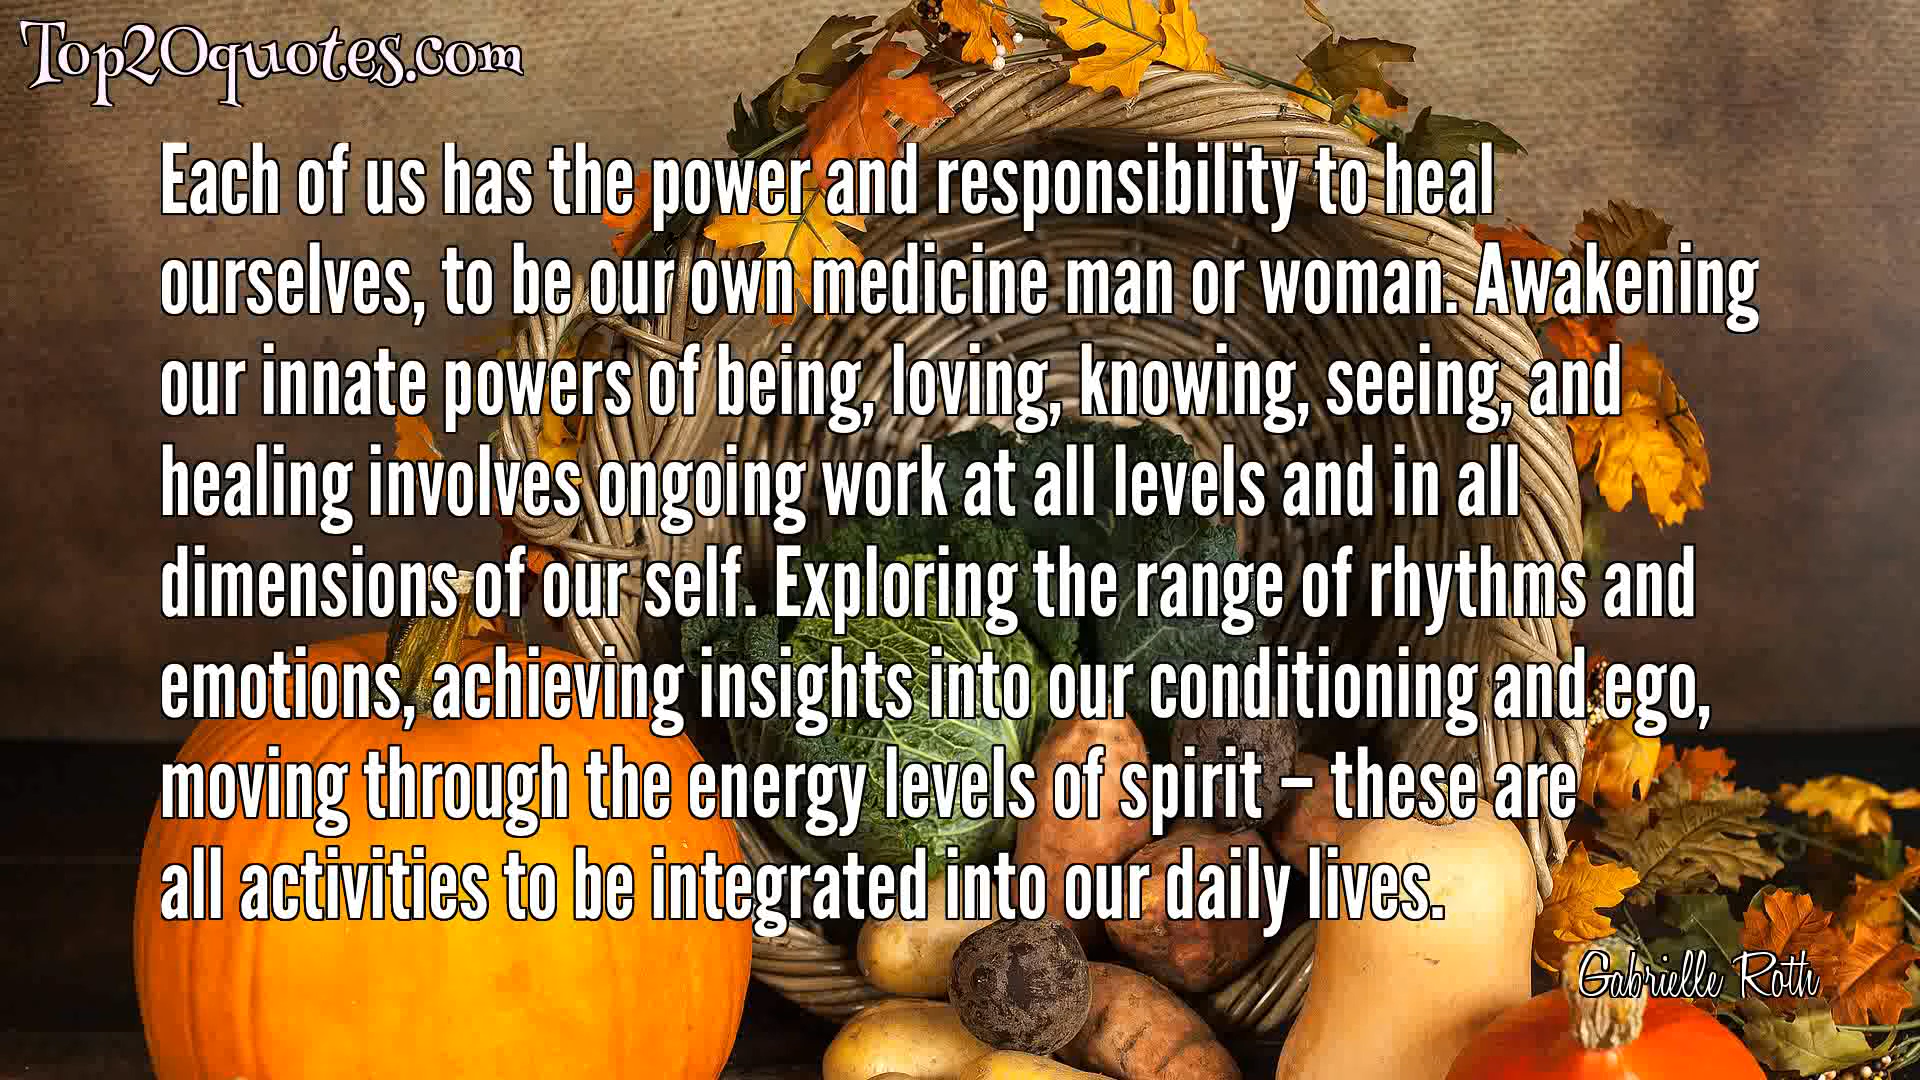 Top20quotes.com
Each of us has the power and responsibility to heal
ourselves, to be our own medicine man or woman. Awakening
our innate powers of being, loving, knowing, seeing, and
healing involves ongoing work at all levels and in all
dimensions of our self. Exploring the range of rhythms and
emotions, achieving insights into our conditioning and ego,
moving through the energy levels of spirit – these are
all activities to be integrated into our daily lives.
Gabrielle Roth